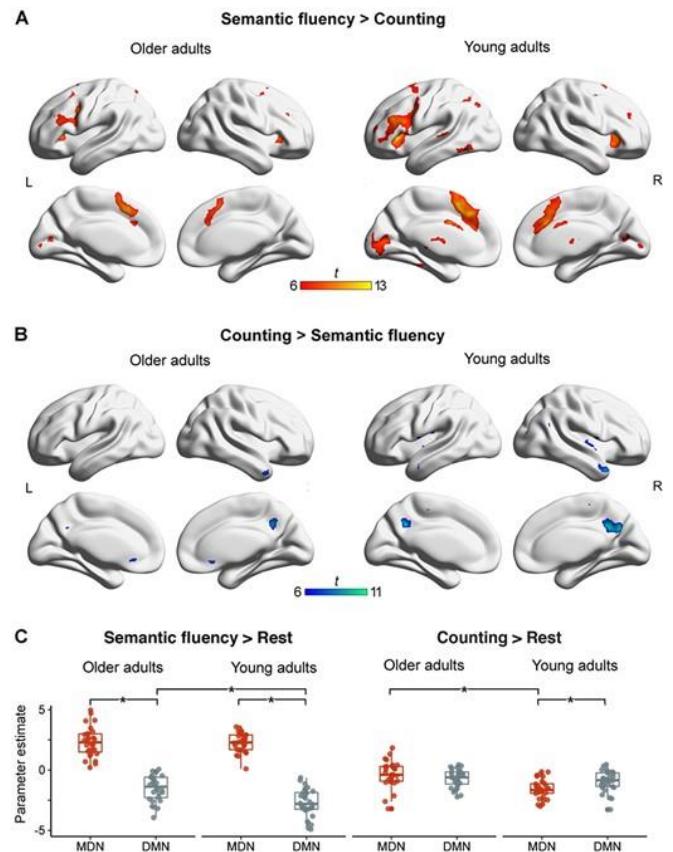 A
Semantic fluency > Counting
Older adults
Young adults
L
R
t
6 13
B
Counting > Semantic fluency
Older adults
Young adults
L
R
t
6 11
C
Semantic fluency > Rest
Counting > Rest
Older adults
Young adults
Older adults
Young adults
*
*
*
*
*
Parameter estimate
5
0
-5
MDN DMN MDN DMN MDN DMN MDN DMN